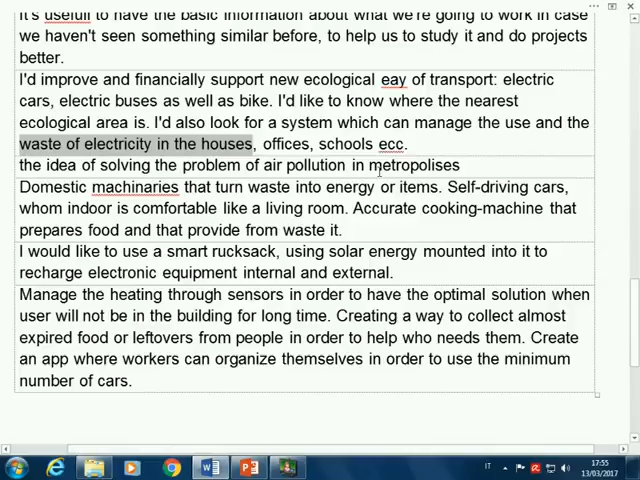 It's usefull to have the basic information about what we're going to work in case
we haven't seen something similar before, to help us to study it and do projects
better.
I'd improve and financially support new ecological eay of transport: electric
cars, electric buses as well as bike. I'd like to know where the nearest
ecological area is. I'd also look for a system which can manage the use and the
waste of electricity in the houses, offices, schools ecc.
the idea of solving the problem of air pollution in metropolises
Domestic machinaries that turn waste into energy or items. Self-driving cars,
whom indoor is comfortable like a living room. Accurate cooking-machine that
prepares food and that provide from waste it.
I would like to use a smart rucksack, using solar energy mounted into it to
recharge electronic equipment internal and external.
Manage the heating through sensors in order to have the optimal solution when
user will not be in the building for long time. Creating a way to collect almost
expired food or leftovers from people in order to help who needs them. Create
an app where workers can organize themselves in order to use the minimum
number of cars.
IT
17:55
13/03/2017